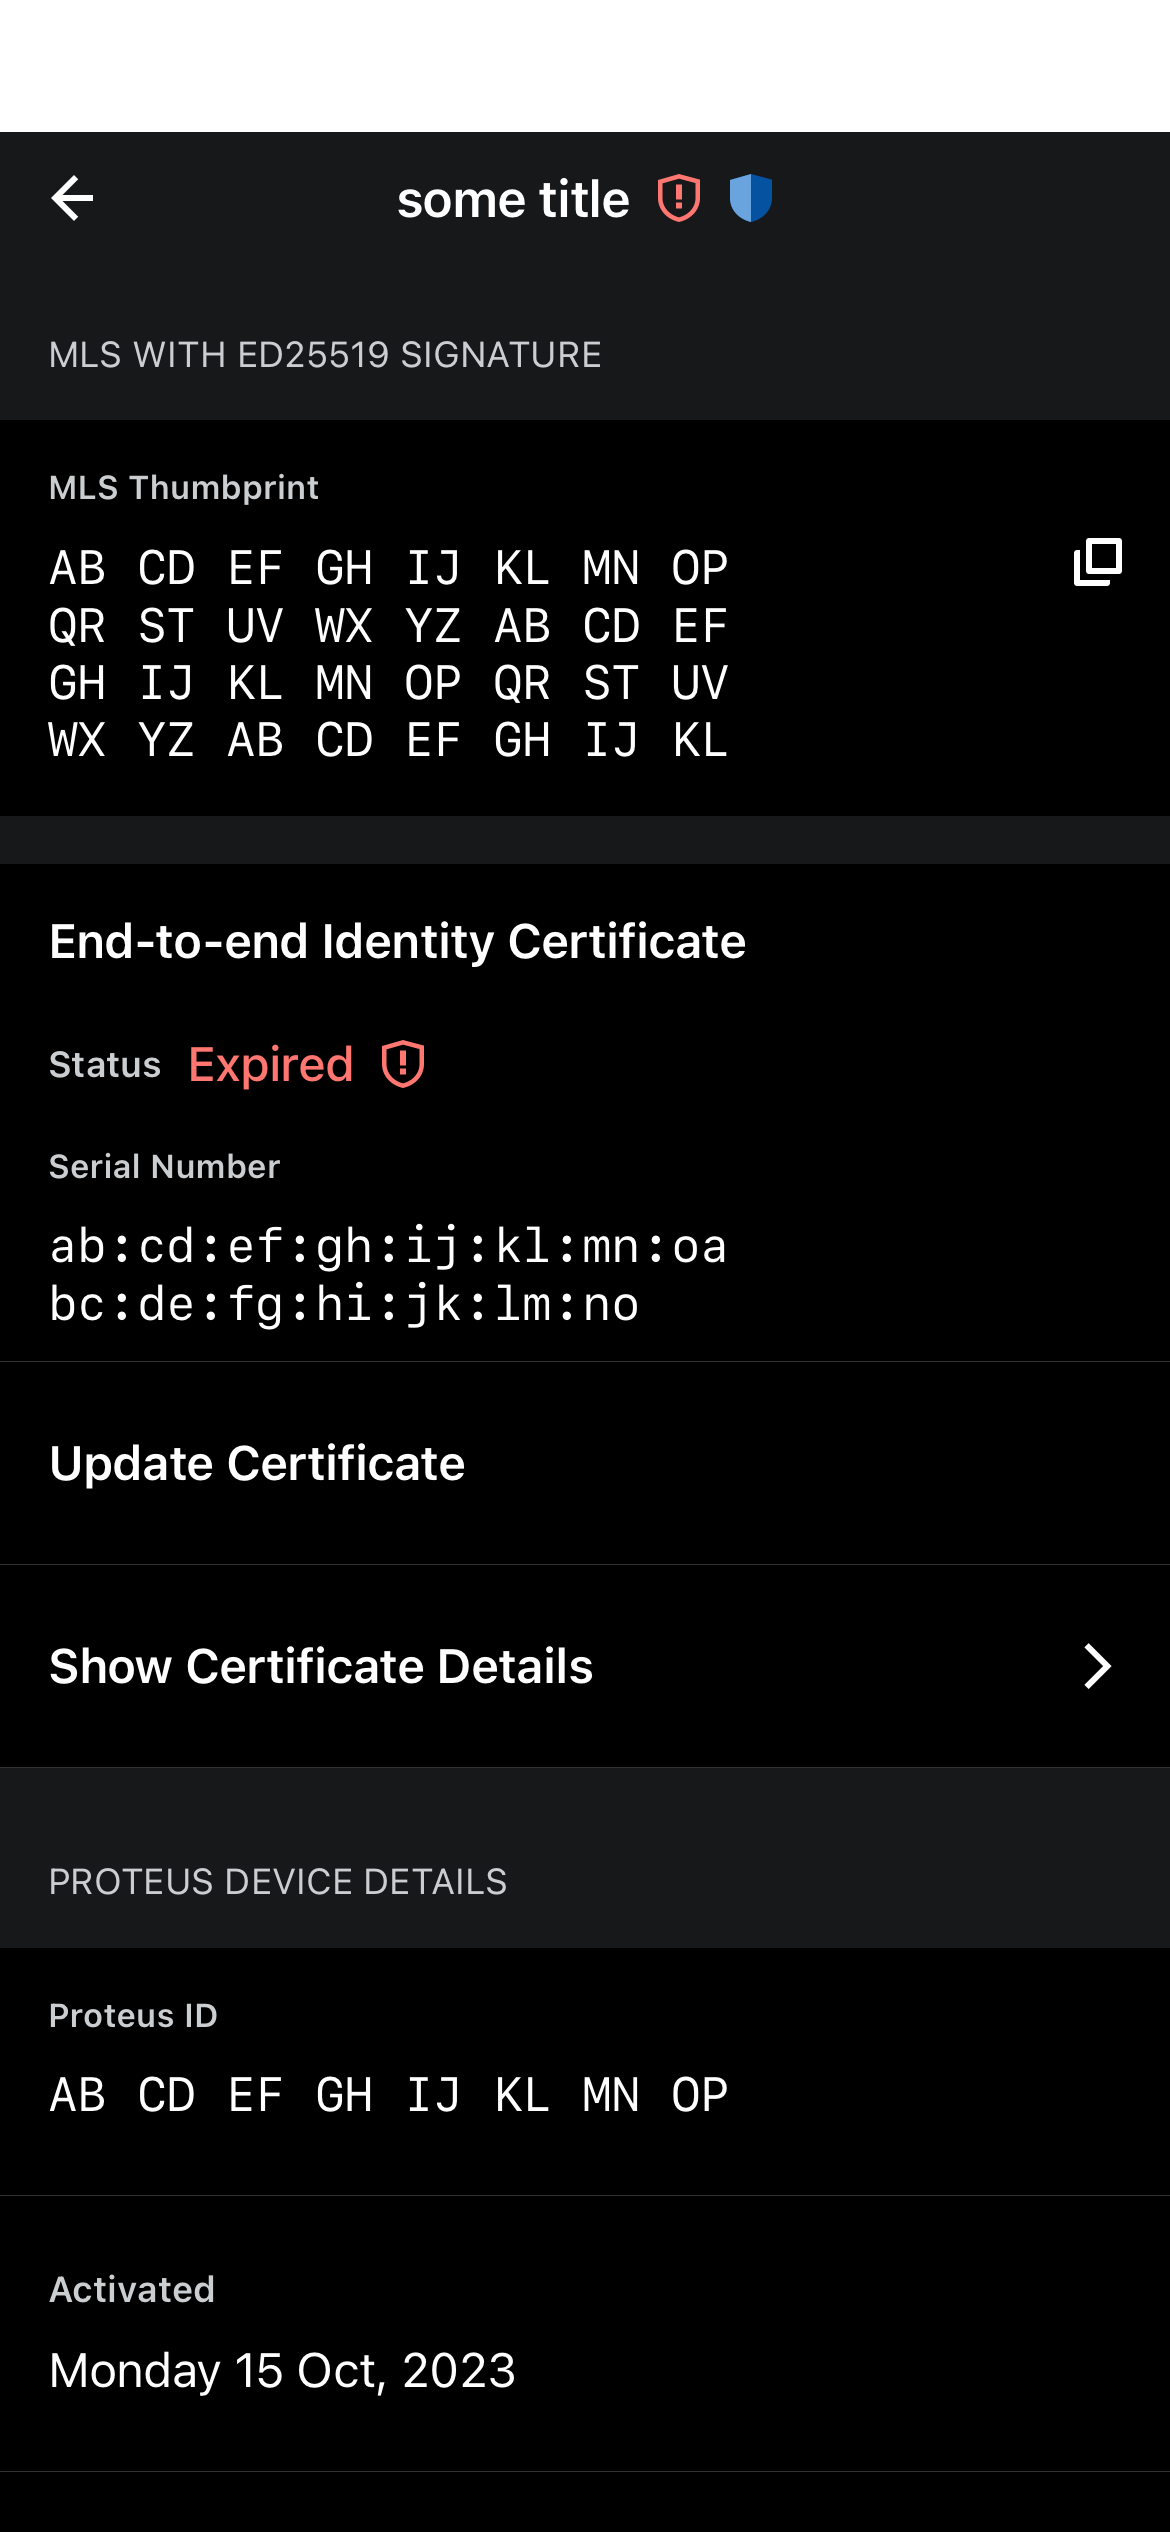 some title
MLS WITH ED25519 SIGNATURE
MLS Thumbprint
AB CD EF GH IJ KL MN OP
QR ST UV WX YZ AB CD EF
GH IJ KL MN OP QR ST UV
WX YZ AB CD EF GH IJ KL
End-to-end Identity Certificate
Status Expired
Serial Number
ab:cd:ef:gh:ij:kl:mn:oa
bc:de:fg:hi:jk:lm:no
Update Certificate
Show Certificate Details
PROTEUS DEVICE DETAILS
Proteus ID
AB CD EF GH IJ KL MN OP
Activated
Monday 15 Oct, 2023